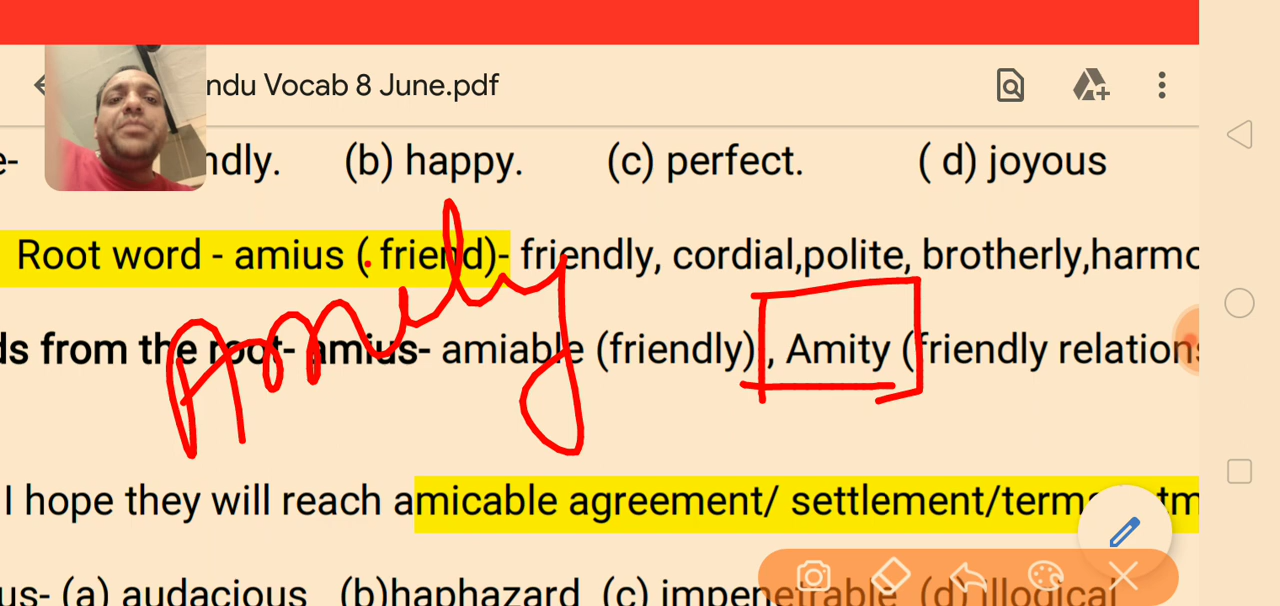 ndu Vocab 8 June.pdf
e- ndly. (b) happy. (c) perfect. ( d) joyous
Root word - amius ( friend)- friendly, cordial,polite, brotherly,harmo
ds from the root- amius- amiable (friendly) , Amity (friendly relations
I hope they will reach amicable agreement/ settlement/terms
us- (a) audacious (b)haphazard (c) impenetrable (d) illogical